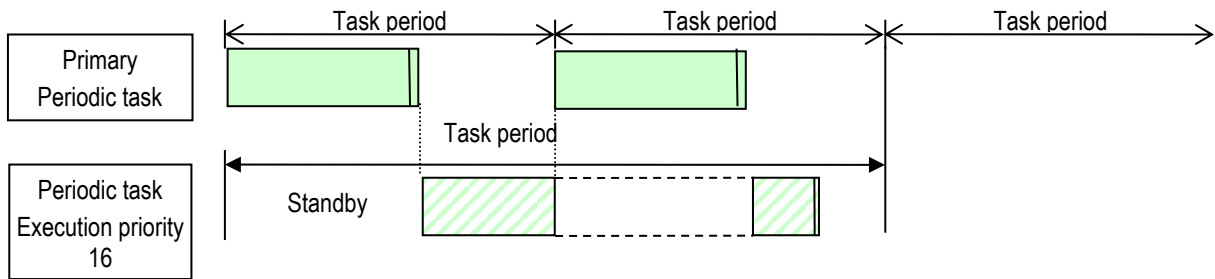 Task period
Task period
Task period
Primary
Periodic task
Task period
Periodic task
Execution priority
16
Standby